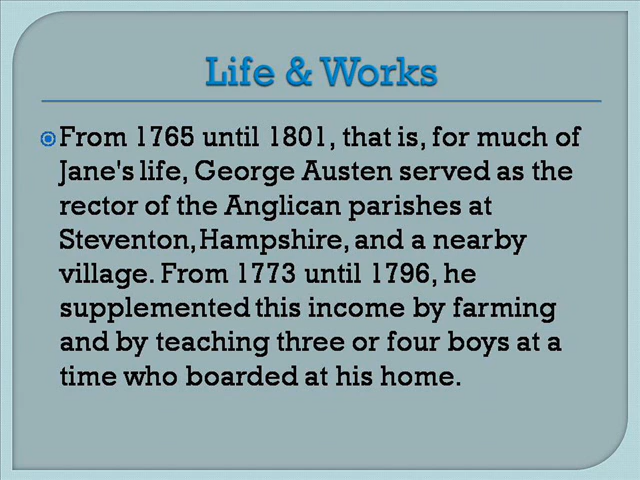 Life & Works
From 1765 until 1801, that is, for much of
Jane's life, George Austen served as the
rector of the Anglican parishes at
Steventon, Hampshire, and a nearby
village. From 1773 until 1796, he
supplemented this income by farming
and by teaching three or four boys at a
time who boarded at his home.